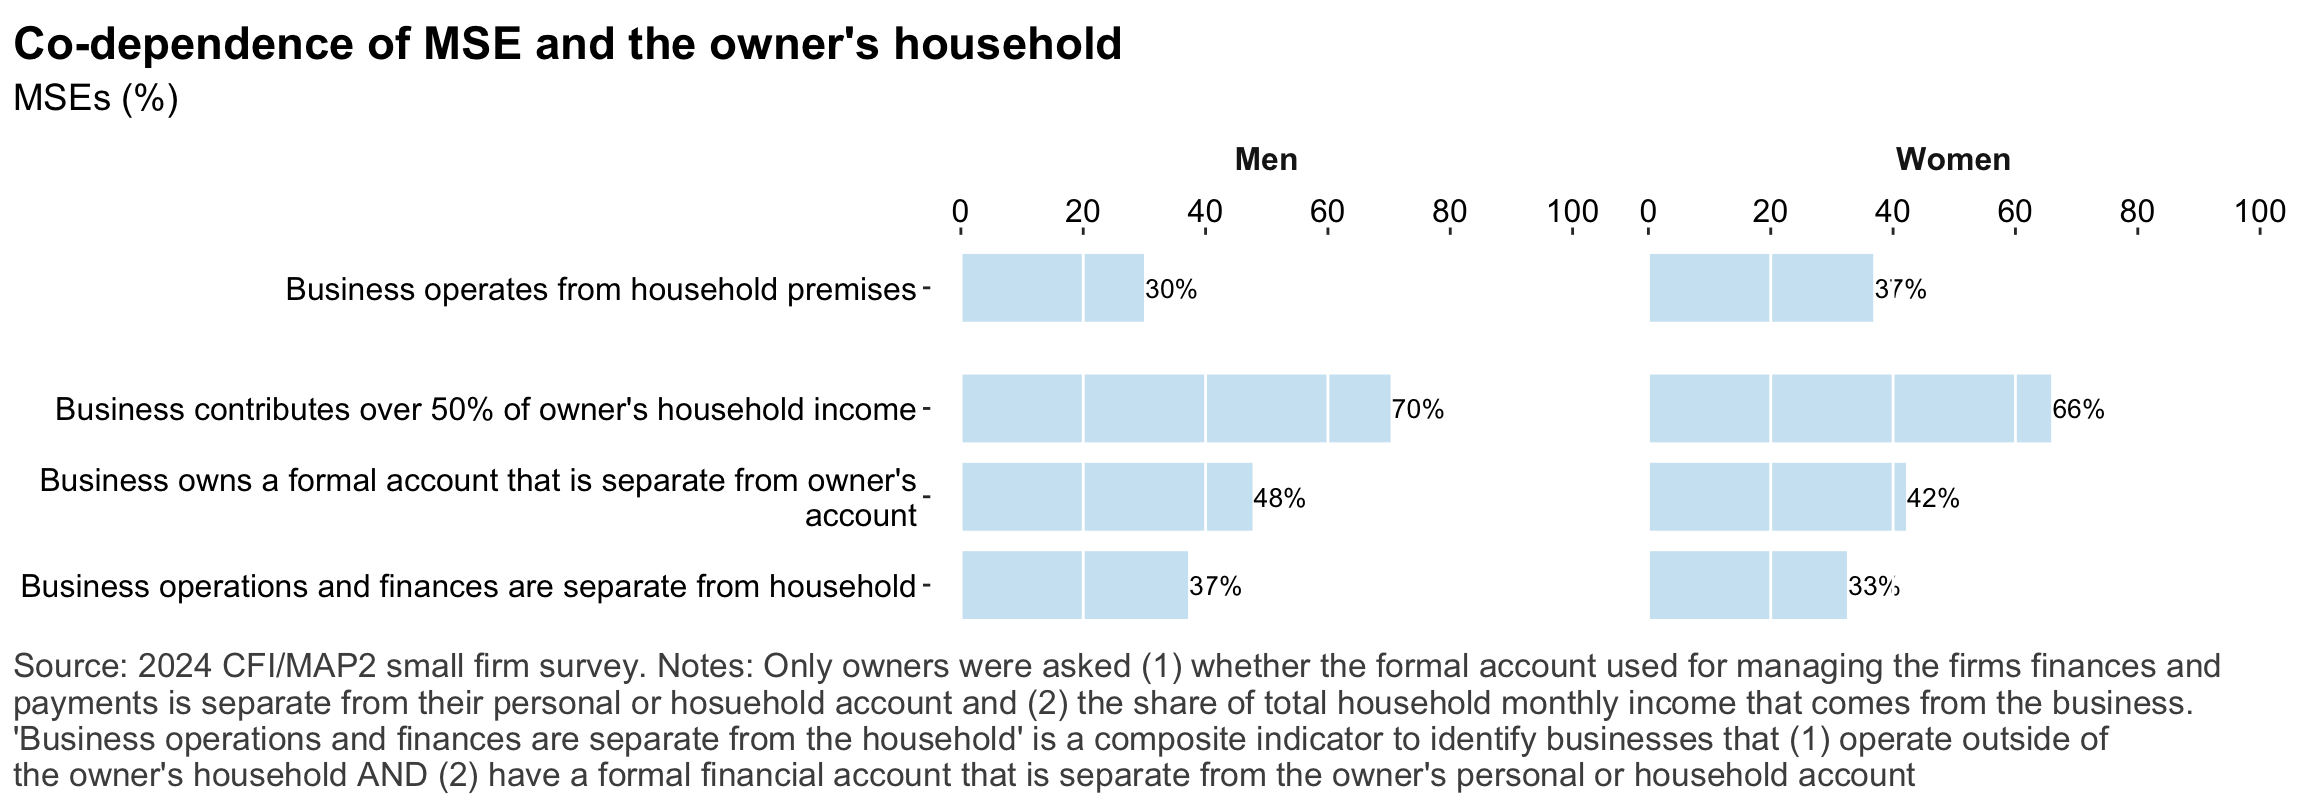 Co-dependence of MSE and the owner's household
MSEs (%)
Men
Women
0 20 40 60 80 100
0 20 40 60 80 100
Business operates from household premises
30%
37%
Business contributes over 50% of owner's household income
70%
66%
Business owns a formal account that is separate from owner's
account
48%
42%
Business operations and finances are separate from household
37%
33%
Source: 2024 CFI/MAP2 small firm survey. Notes: Only owners were asked (1) whether the formal account used for managing the firms finances and
payments is separate from their personal or hosuehold account and (2) the share of total household monthly income that comes from the business.
'Business operations and finances are separate from the household' is a composite indicator to identify businesses that (1) operate outside of
the owner's household AND (2) have a formal financial account that is separate from the owner's personal or household account